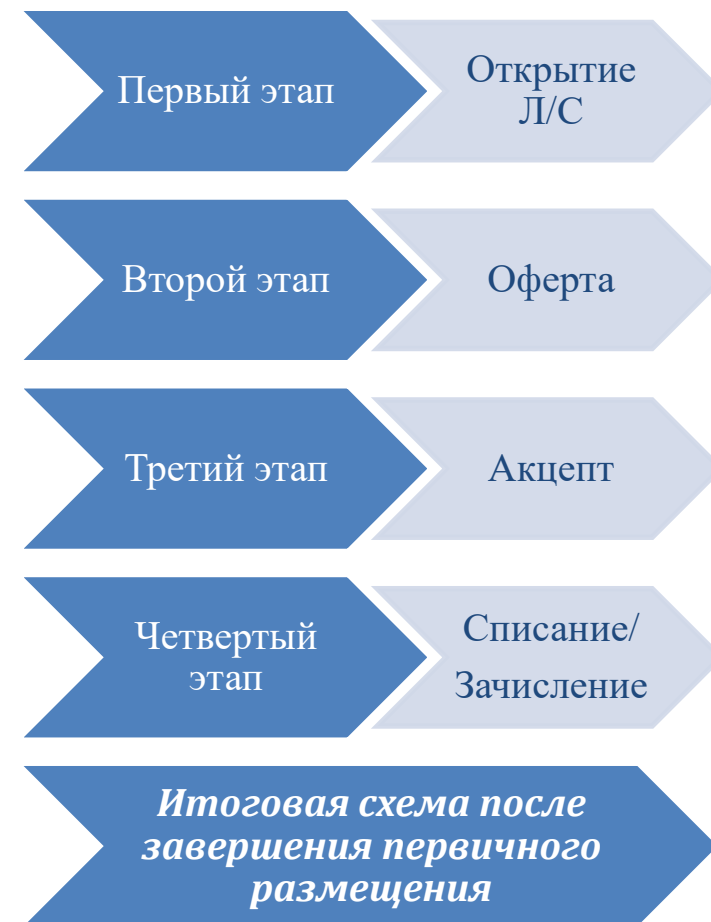 Первый этап
Открытие
Л/С
Второй этап
Оферта
Третий этап
Акцепт
Четвертый
этап
Списание/
Зачисление
Итоговая схема после
завершения первичного
размещения